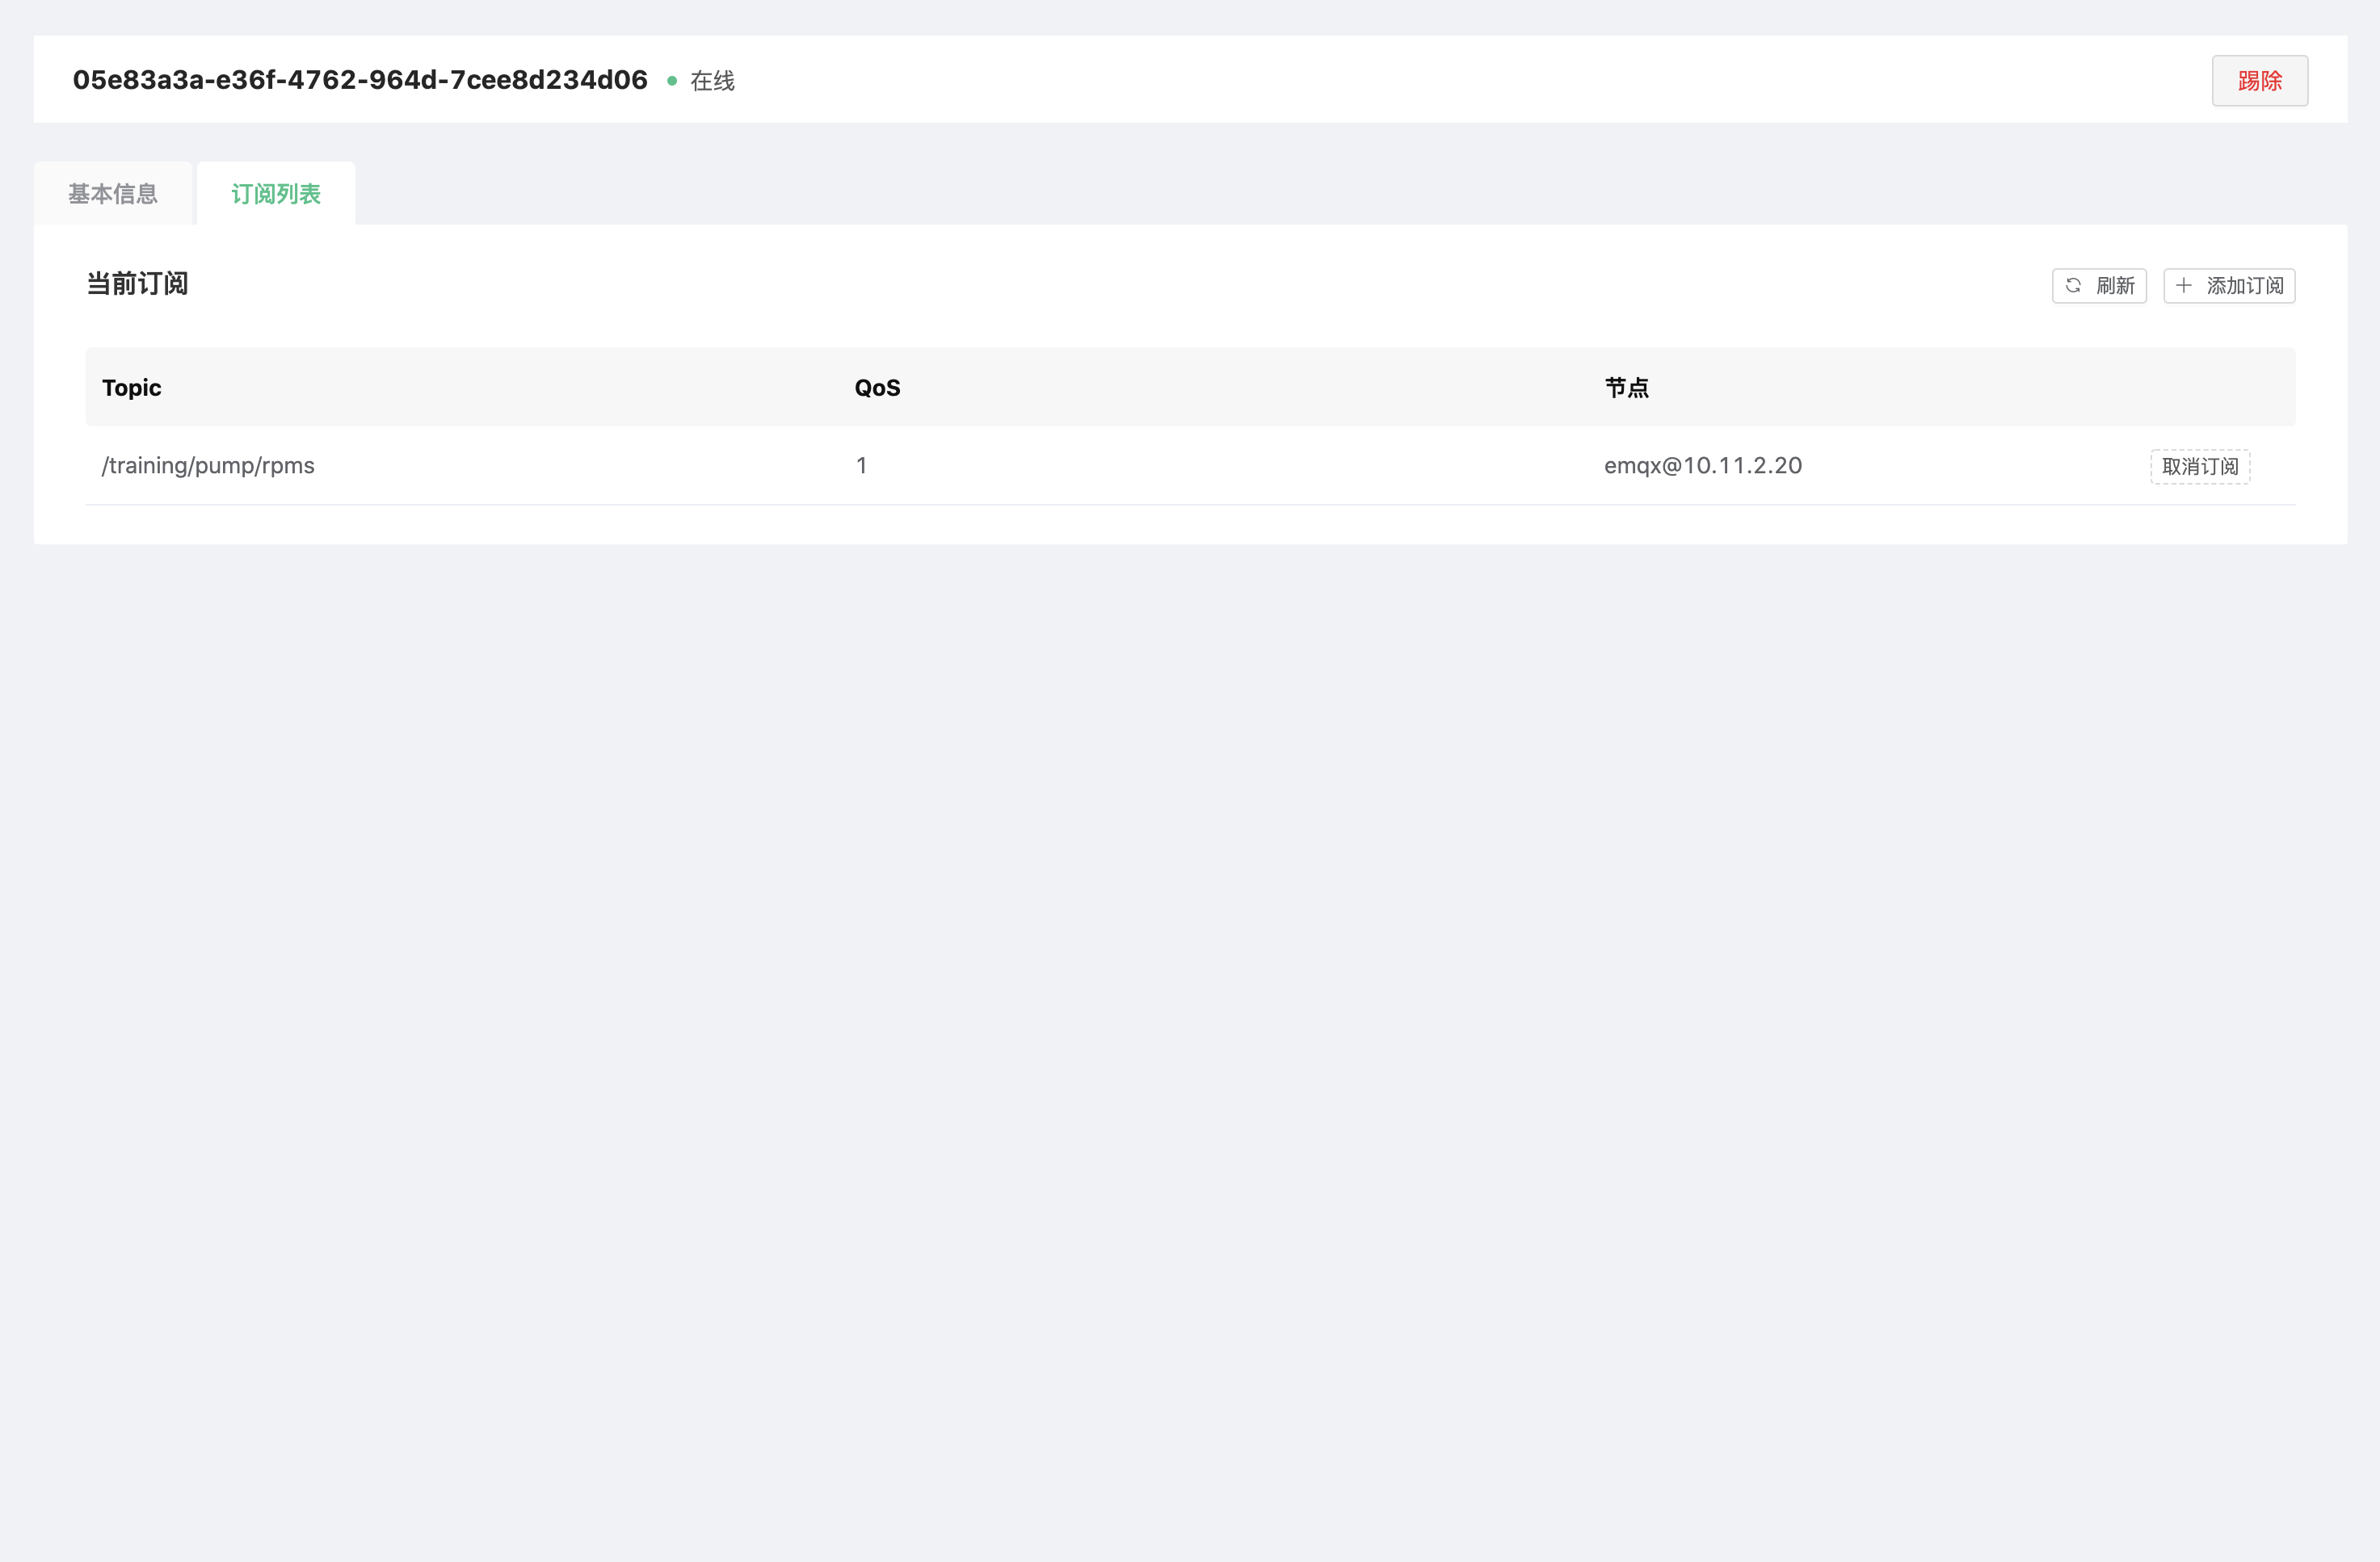 05e83a3a-e36f-4762-964d-7cee8d234d06 在线 踢除
基本信息 订阅列表
当前订阅 刷新 添加订阅
Topic QoS 节点
/training/pump/rpms 1 emqx@10.11.2.20 取消订阅